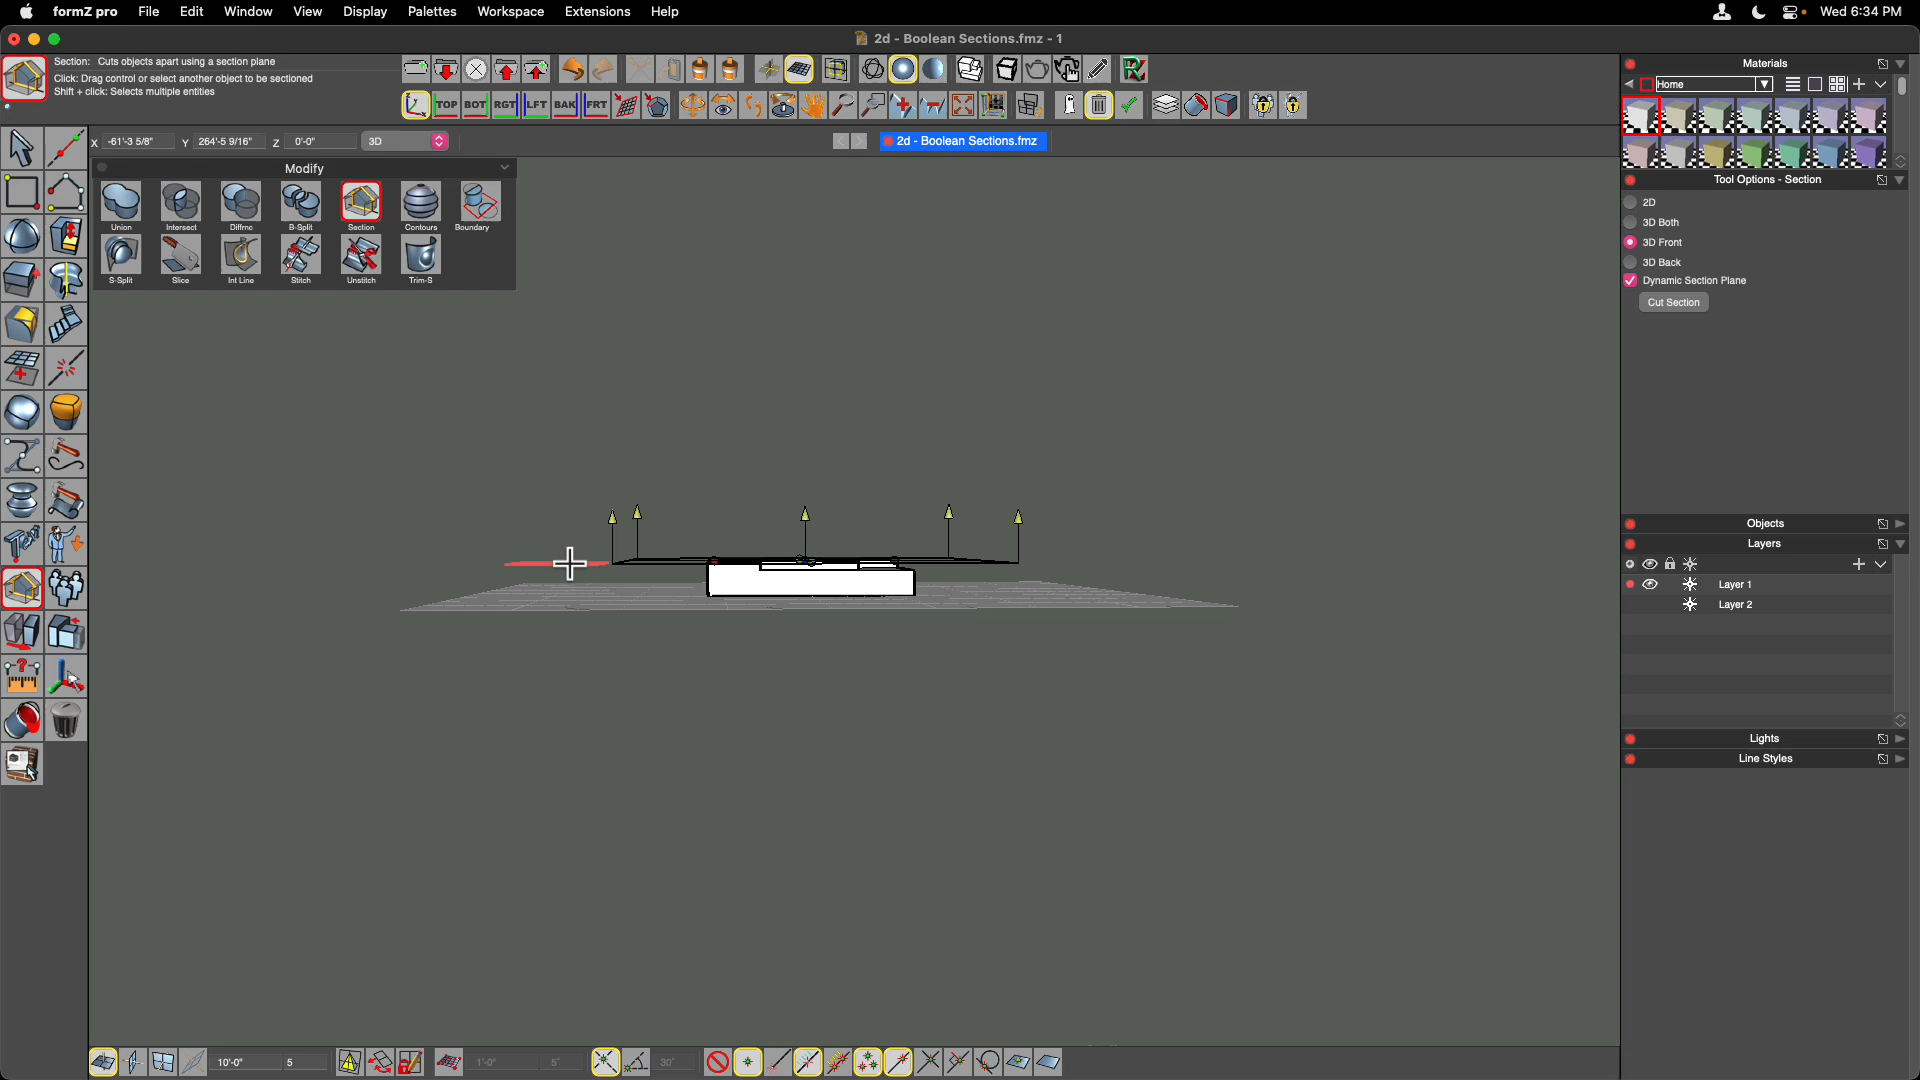 formZ pro File Edit Window View Display Palettes Workspace Extensions Help Wed 6:34 PM
2d - Boolean Sections.fmz - 1
Section: Cuts objects apart using a section plane
Click: Drag control or select another object to be sectioned
Shift + click: Selects multiple entities
TOP BOT RGT LFT BAK FRT
X -61'-3 5/8" Y 264'-5 9/16" Z 0'-0" 3D
2d - Boolean Sections.fmz
Modify
Union Intersect Diffrnc B-Split Section Contours Boundary
S-Split Slice Int Line Stitch Unstitch Trim-S
Materials
Home
Tool Options - Section
2D
3D Both
3D Front
3D Back
Dynamic Section Plane
Cut Section
Objects
Layers
Layer 1
Layer 2
Lights
Line Styles
10'-0" 5 1'-0" 5" 30°